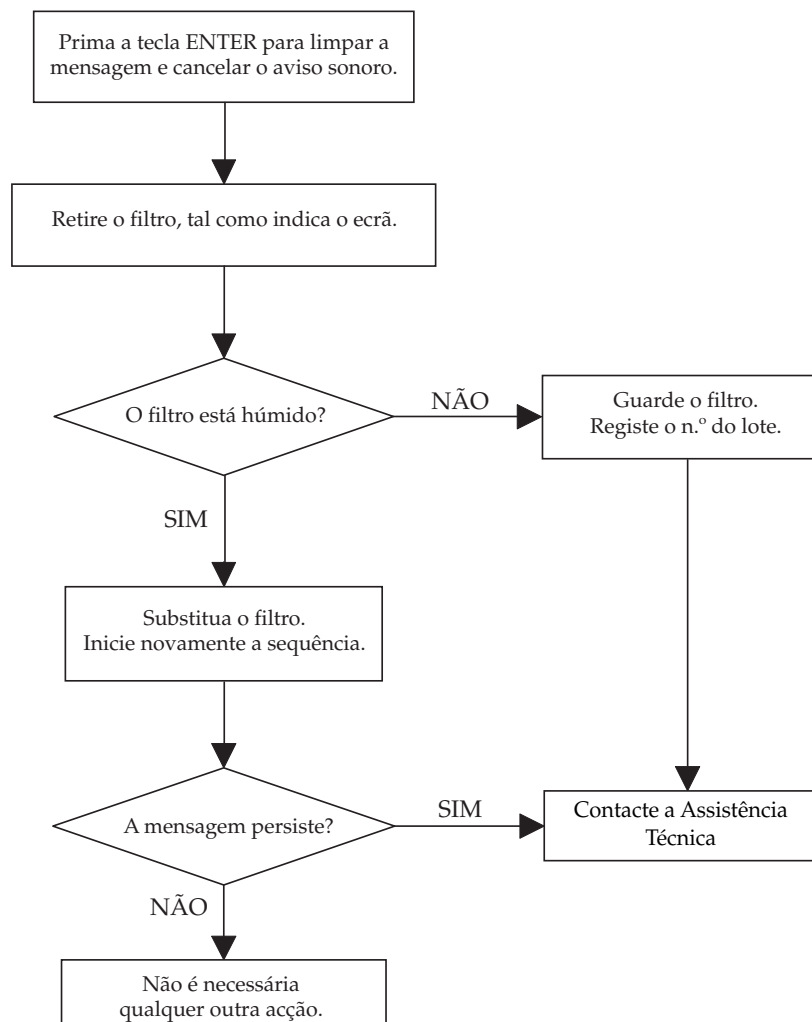 Prima a tecla ENTER para limpar a
mensagem e cancelar o aviso sonoro.
Retire o filtro, tal como indica o ecrã.
O filtro está húmido?
NÃO
Guarde o filtro.
Registe o n.º do lote.
SIM
Substitua o filtro.
Inicie novamente a sequência.
A mensagem persiste?
SIM
Contacte a Assistência
Técnica
NÃO
Não é necessária
qualquer outra acção.